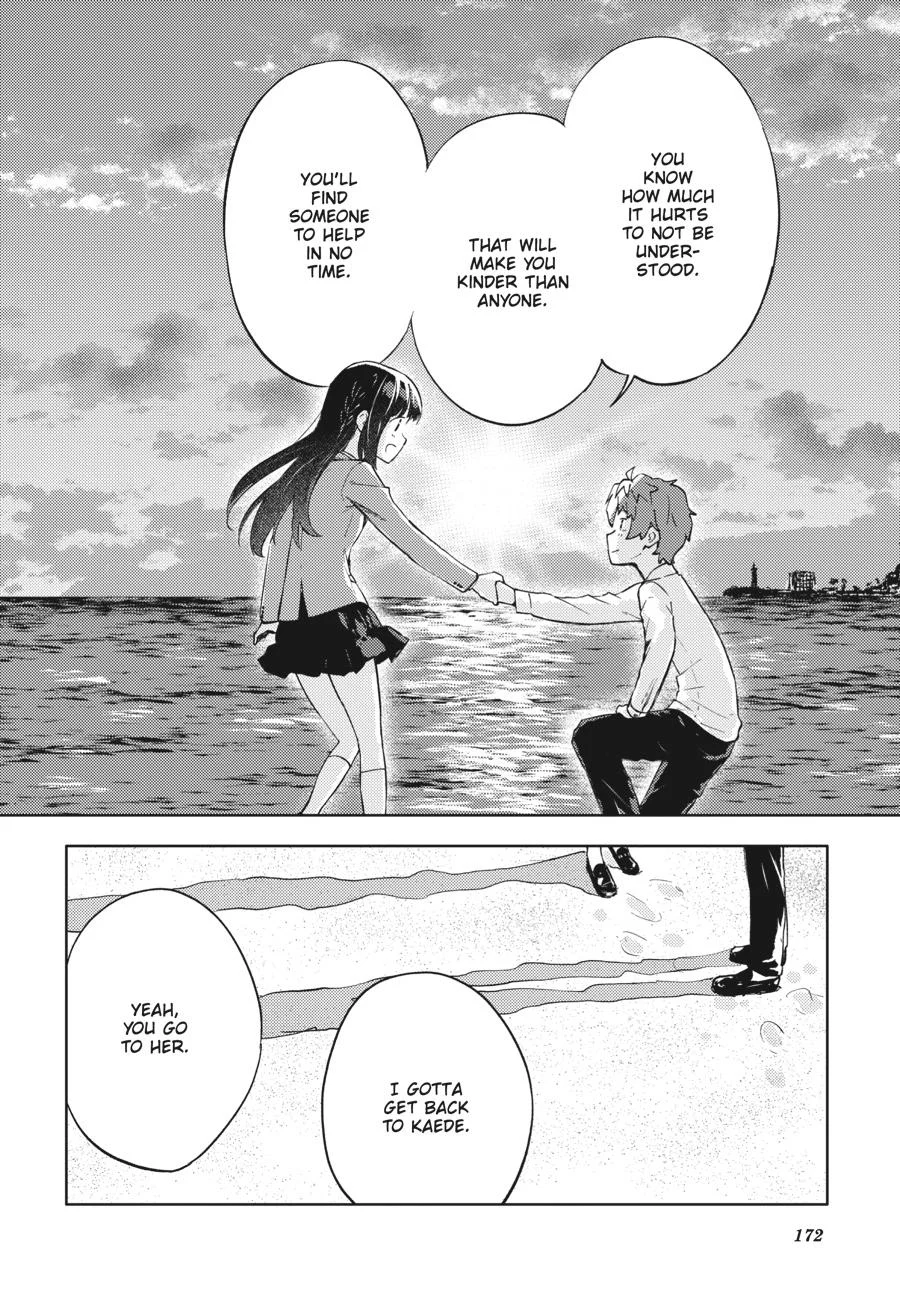 YOU
KNOW
HOW MUCH
IT HURTS
TO NOT BE
UNDER-
STOOD.
THAT WILL
MAKE YOU
KINDER THAN
ANYONE.
YOU'LL
FIND
SOMEONE
TO HELP
IN NO
TIME.
I GOTTA
GET BACK
TO KAEDE.
YEAH,
YOU GO
TO HER.
172